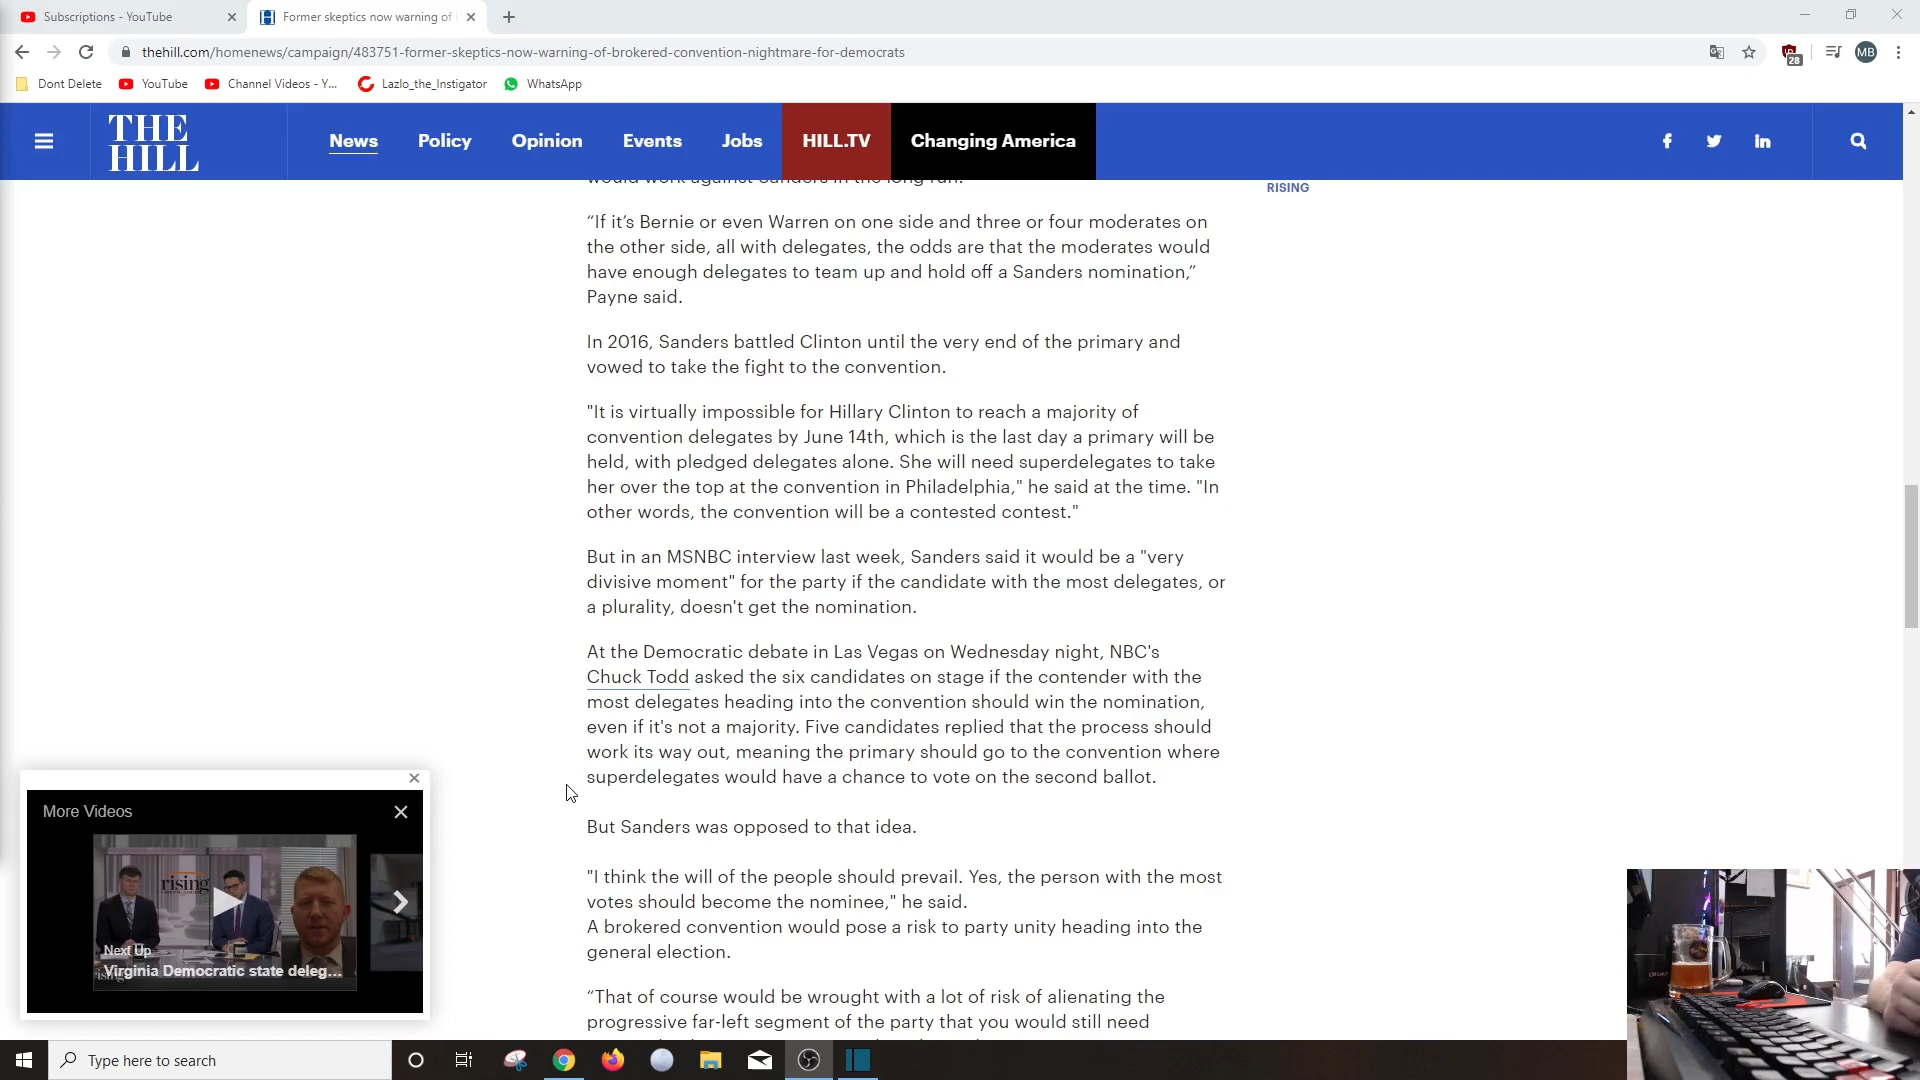 Subscriptions - YouTube
Former skeptics now warning of
thehill.com/homenews/campaign/483751-former-skeptics-now-warning-of-brokered-convention-nightmare-for-democrats
28
MB
Dont Delete
YouTube
Channel Videos - Y...
Lazlo_the_Instigator
WhatsApp
THE
HILL
News
Policy
Opinion
Events
Jobs
HILL.TV
Changing America
would work against Sanders in the long run.
RISING
“If it’s Bernie or even Warren on one side and three or four moderates on
the other side, all with delegates, the odds are that the moderates would
have enough delegates to team up and hold off a Sanders nomination,”
Payne said.
In 2016, Sanders battled Clinton until the very end of the primary and
vowed to take the fight to the convention.
"It is virtually impossible for Hillary Clinton to reach a majority of
convention delegates by June 14th, which is the last day a primary will be
held, with pledged delegates alone. She will need superdelegates to take
her over the top at the convention in Philadelphia," he said at the time. "In
other words, the convention will be a contested contest."
But in an MSNBC interview last week, Sanders said it would be a "very
divisive moment" for the party if the candidate with the most delegates, or
a plurality, doesn't get the nomination.
At the Democratic debate in Las Vegas on Wednesday night, NBC's
Chuck Todd asked the six candidates on stage if the contender with the
most delegates heading into the convention should win the nomination,
even if it's not a majority. Five candidates replied that the process should
work its way out, meaning the primary should go to the convention where
superdelegates would have a chance to vote on the second ballot.
But Sanders was opposed to that idea.
"I think the will of the people should prevail. Yes, the person with the most
votes should become the nominee," he said.
A brokered convention would pose a risk to party unity heading into the
general election.
“That of course would be wrought with a lot of risk of alienating the
progressive far-left segment of the party that you would still need
More Videos
rising
Next Up
Virginia Democratic state deleg...
Type here to search